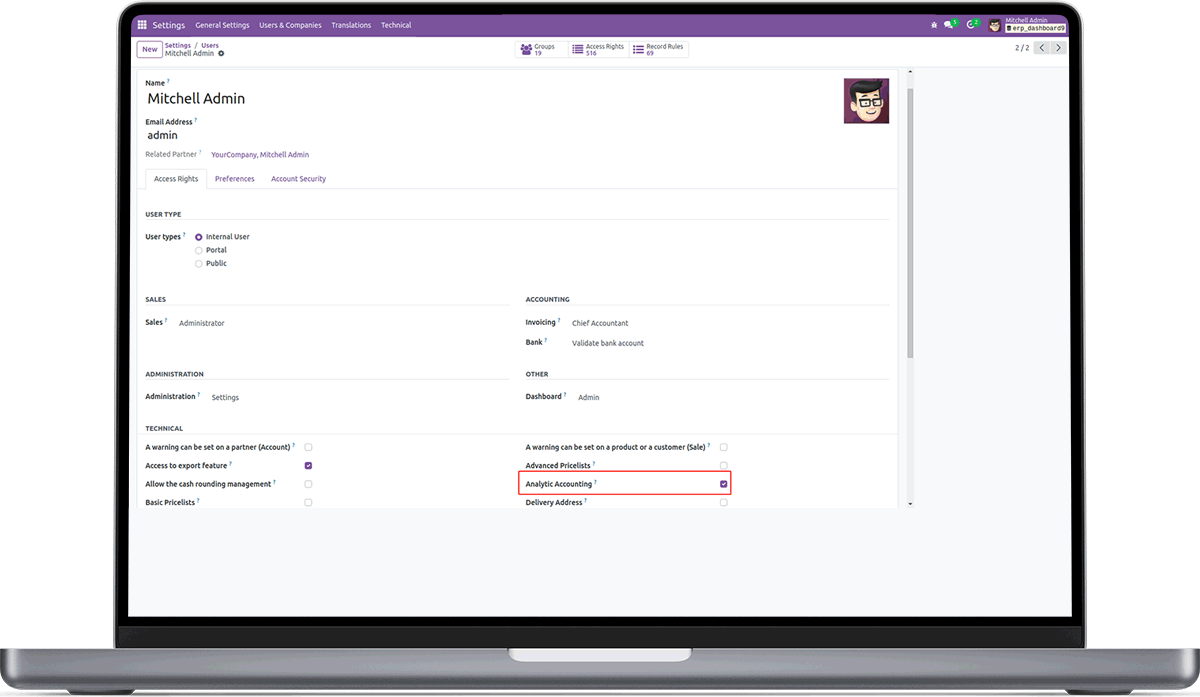 Settings General Settings Users & Companies Translations Technical 5 2 Mitchell Admin
erp_dashboard9
New Settings / Users Groups Access Rights Record Rules 2 / 2
Mitchell Admin 19 516 69
Name ?
Mitchell Admin
Email Address ?
admin
Related Partner ? YourCompany, Mitchell Admin
Access Rights Preferences Account Security
USER TYPE
User types ? Internal User
Portal
Public
SALES ACCOUNTING
Sales ? Administrator Invoicing ? Chief Accountant
Bank ? Validate bank account
ADMINISTRATION OTHER
Administration ? Settings Dashboard ? Admin
TECHNICAL
A warning can be set on a partner (Account) ? A warning can be set on a product or a customer (Sale) ?
Access to export feature ? Advanced Pricelists ?
Allow the cash rounding management ? Analytic Accounting ?
Basic Pricelists ? Delivery Address ?